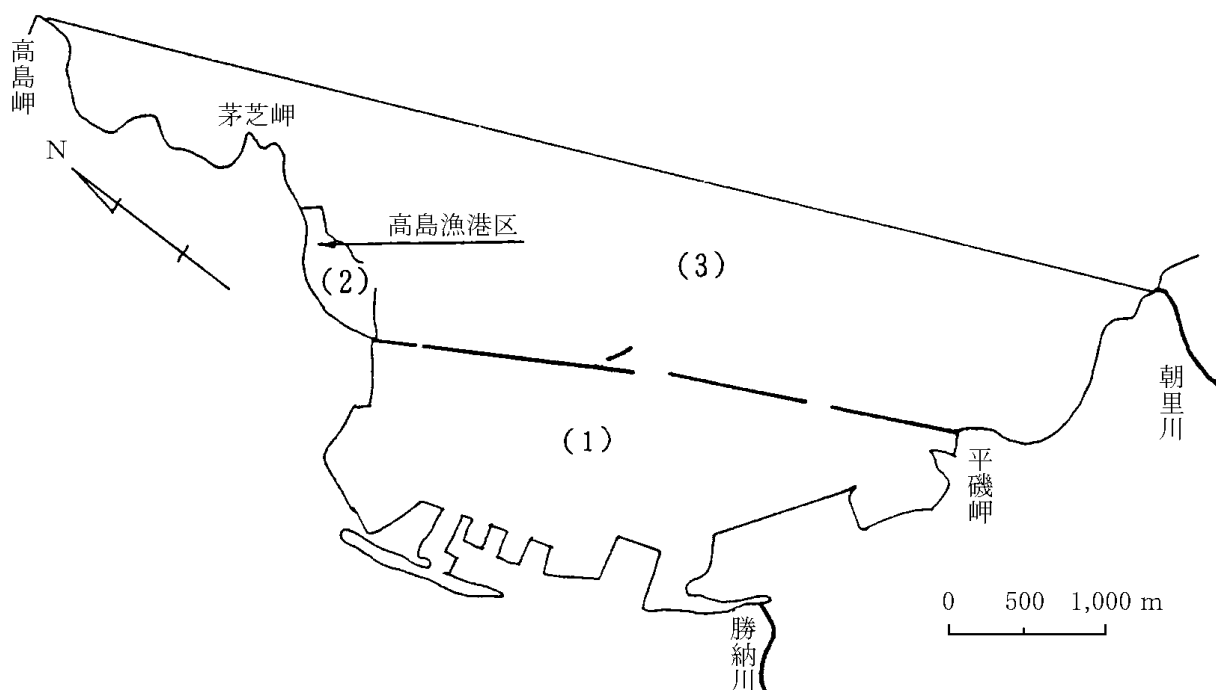 高島岬
茅芝岬
N
高島漁港区
(3)
(2)
(1)
朝里川
平磯岬
0 500 1,000 m
勝納川